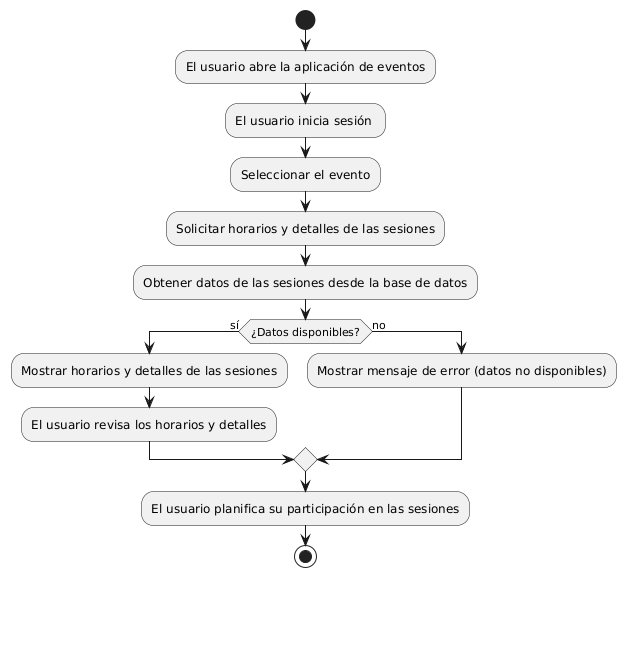 El usuario abre la aplicación de eventos
El usuario inicia sesión
Seleccionar el evento
Solicitar horarios y detalles de las sesiones
Obtener datos de las sesiones desde la base de datos
sí
¿Datos disponibles?
no
Mostrar horarios y detalles de las sesiones
Mostrar mensaje de error (datos no disponibles)
El usuario revisa los horarios y detalles
El usuario planifica su participación en las sesiones